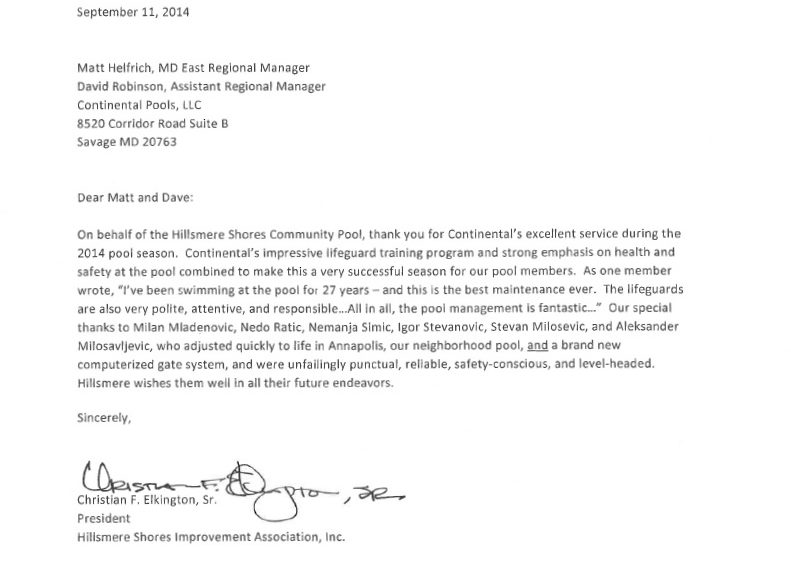 September 11, 2014
Matt Helfrich, MD East Regional Manager
David Robinson, Assistant Regional Manager
Continental Pools, LLC
8520 Corridor Road Suite B
Savage MD 20763
Dear Matt and Dave:
On behalf of the Hillsmere Shores Community Pool, thank you for Continental's excellent service during the
2014 pool season.  Continental's impressive lifeguard training program and strong emphasis on health and
safety at the pool combined to make this a very successful season for our pool members.  As one member
wrote, "I've been swimming at the pool for 27 years – and this is the best maintenance ever.  The lifeguards
are also very polite, attentive, and responsible…All in all, the pool management is fantastic…"  Our special
thanks to Milan Mladenovic, Nedo Ratic, Nemanja Simic, Igor Stevanovic, Stevan Milosevic, and Aleksander
Milosavljevic, who adjusted quickly to life in Annapolis, our neighborhood pool, and a brand new
computerized gate system, and were unfailingly punctual, reliable, safety-conscious, and level-headed.
Hillsmere wishes them well in all their future endeavors.
Sincerely,
Christian F. Elkington, Sr.
Christian F. Elkington, Sr.
President
Hillsmere Shores Improvement Association, Inc.